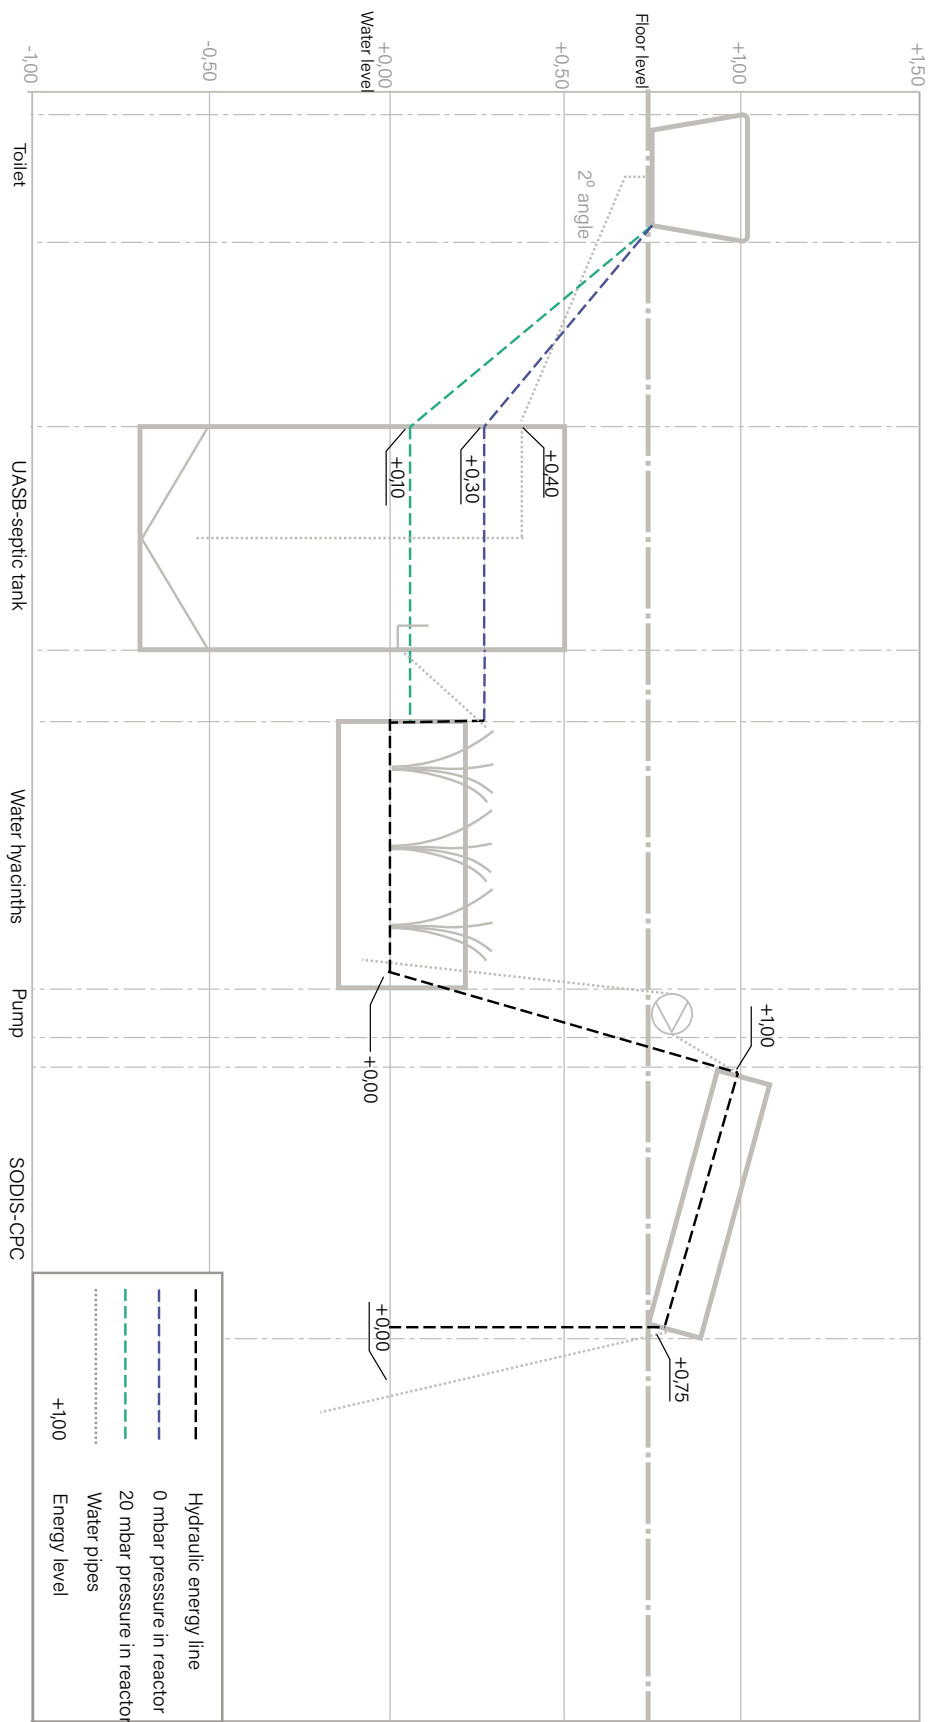 +1,50
+1,00
Floor level
+0,50
+0,00
Water level
-0,50
-1,00
2⁰ angle
+0,40
+0,30
+0,10
+1,00
+0,00
+0,75
+0,00
Toilet
UASB-septic tank
Water hyacinths
Pump
SODIS-CPC
Hydraulic energy line
0 mbar pressure in reactor
20 mbar pressure in reactor
Water pipes
+1,00 Energy level